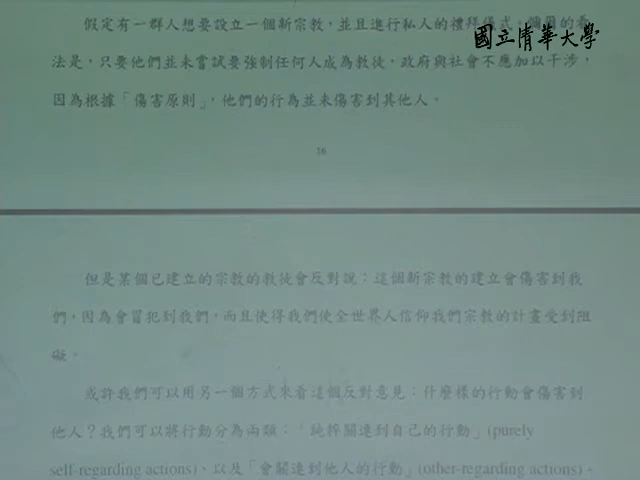 國立清華大學
假定有一群人想要設立一個新宗教，並且進行私人的禮拜儀式，彌爾的看
法是，只要他們並未嘗試要強制任何人成為教徒，政府與社會不應加以干涉，
因為根據「傷害原則」，他們的行為並未傷害到其他人。
16
但是某個已建立的宗教的教徒會反對說：這個新宗教的建立會傷害到我
們，因為會冒犯到我們，而且使得我們使全世界人信仰我們宗教的計畫受到阻
礙。
或許我們可以用另一個方式來看這個反對意見：什麼樣的行動會傷害到
他人？我們可以將行動分為兩類：「純粹關連到自己的行動」(purely
self-regarding actions)、以及「會關連到他人的行動」(other-regarding actions)。